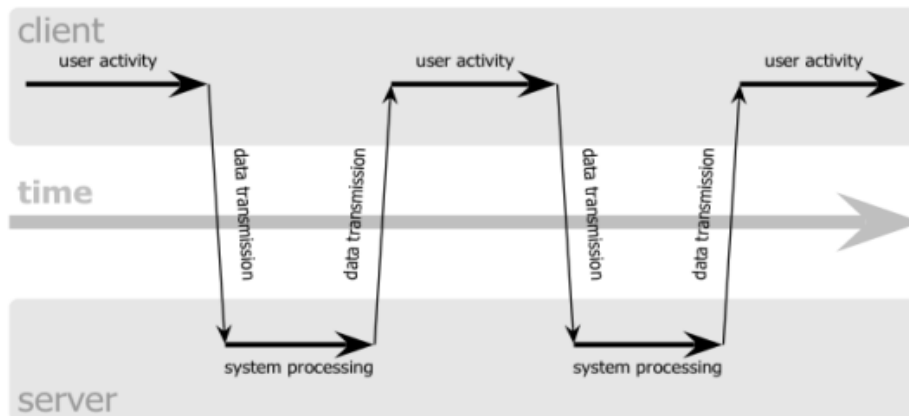 client
user activity
user activity
user activity
data transmission
data transmission
data transmission
data transmission
time
system processing
system processing
server